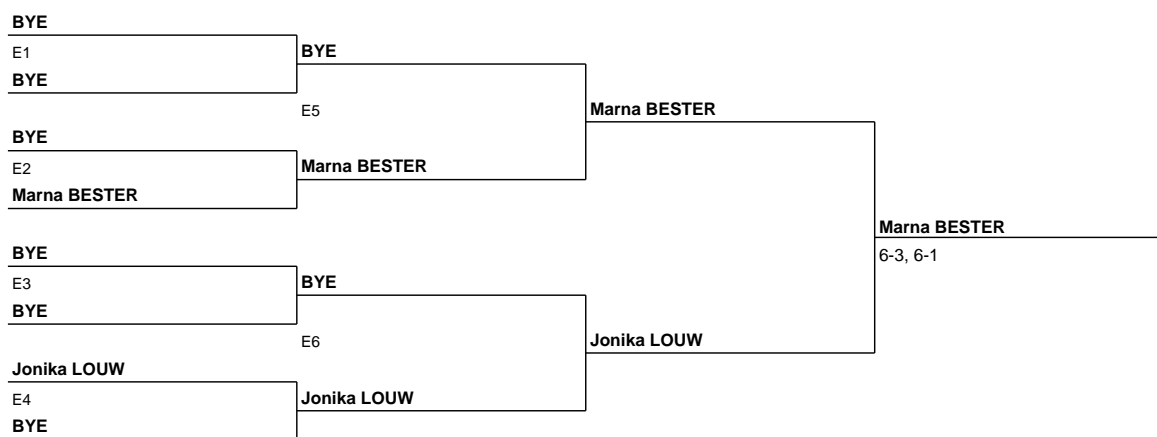 BYE
E1
BYE
BYE
E5
Marna BESTER
BYE
E2
Marna BESTER
Marna BESTER
Marna BESTER
6-3, 6-1
BYE
E3
BYE
BYE
E6
Jonika LOUW
Jonika LOUW
E4
Jonika LOUW
BYE